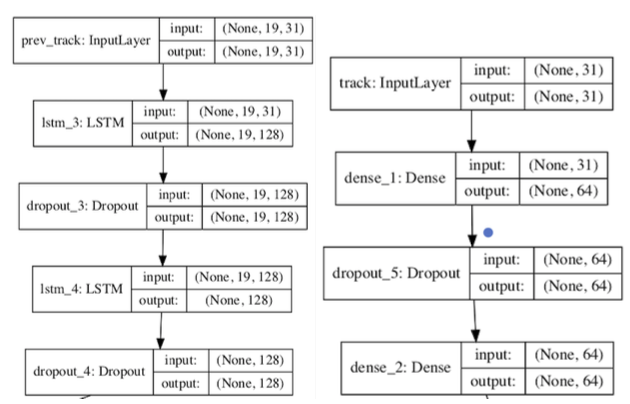 prev_track: InputLayer
input: (None, 19, 31)
output: (None, 19, 31)
lstm_3: LSTM
input: (None, 19, 31)
output: (None, 19, 128)
dropout_3: Dropout
input: (None, 19, 128)
output: (None, 19, 128)
lstm_4: LSTM
input: (None, 19, 128)
output: (None, 128)
dropout_4: Dropout
input: (None, 128)
output: (None, 128)
track: InputLayer
input: (None, 31)
output: (None, 31)
dense_1: Dense
input: (None, 31)
output: (None, 64)
dropout_5: Dropout
input: (None, 64)
output: (None, 64)
dense_2: Dense
input: (None, 64)
output: (None, 64)